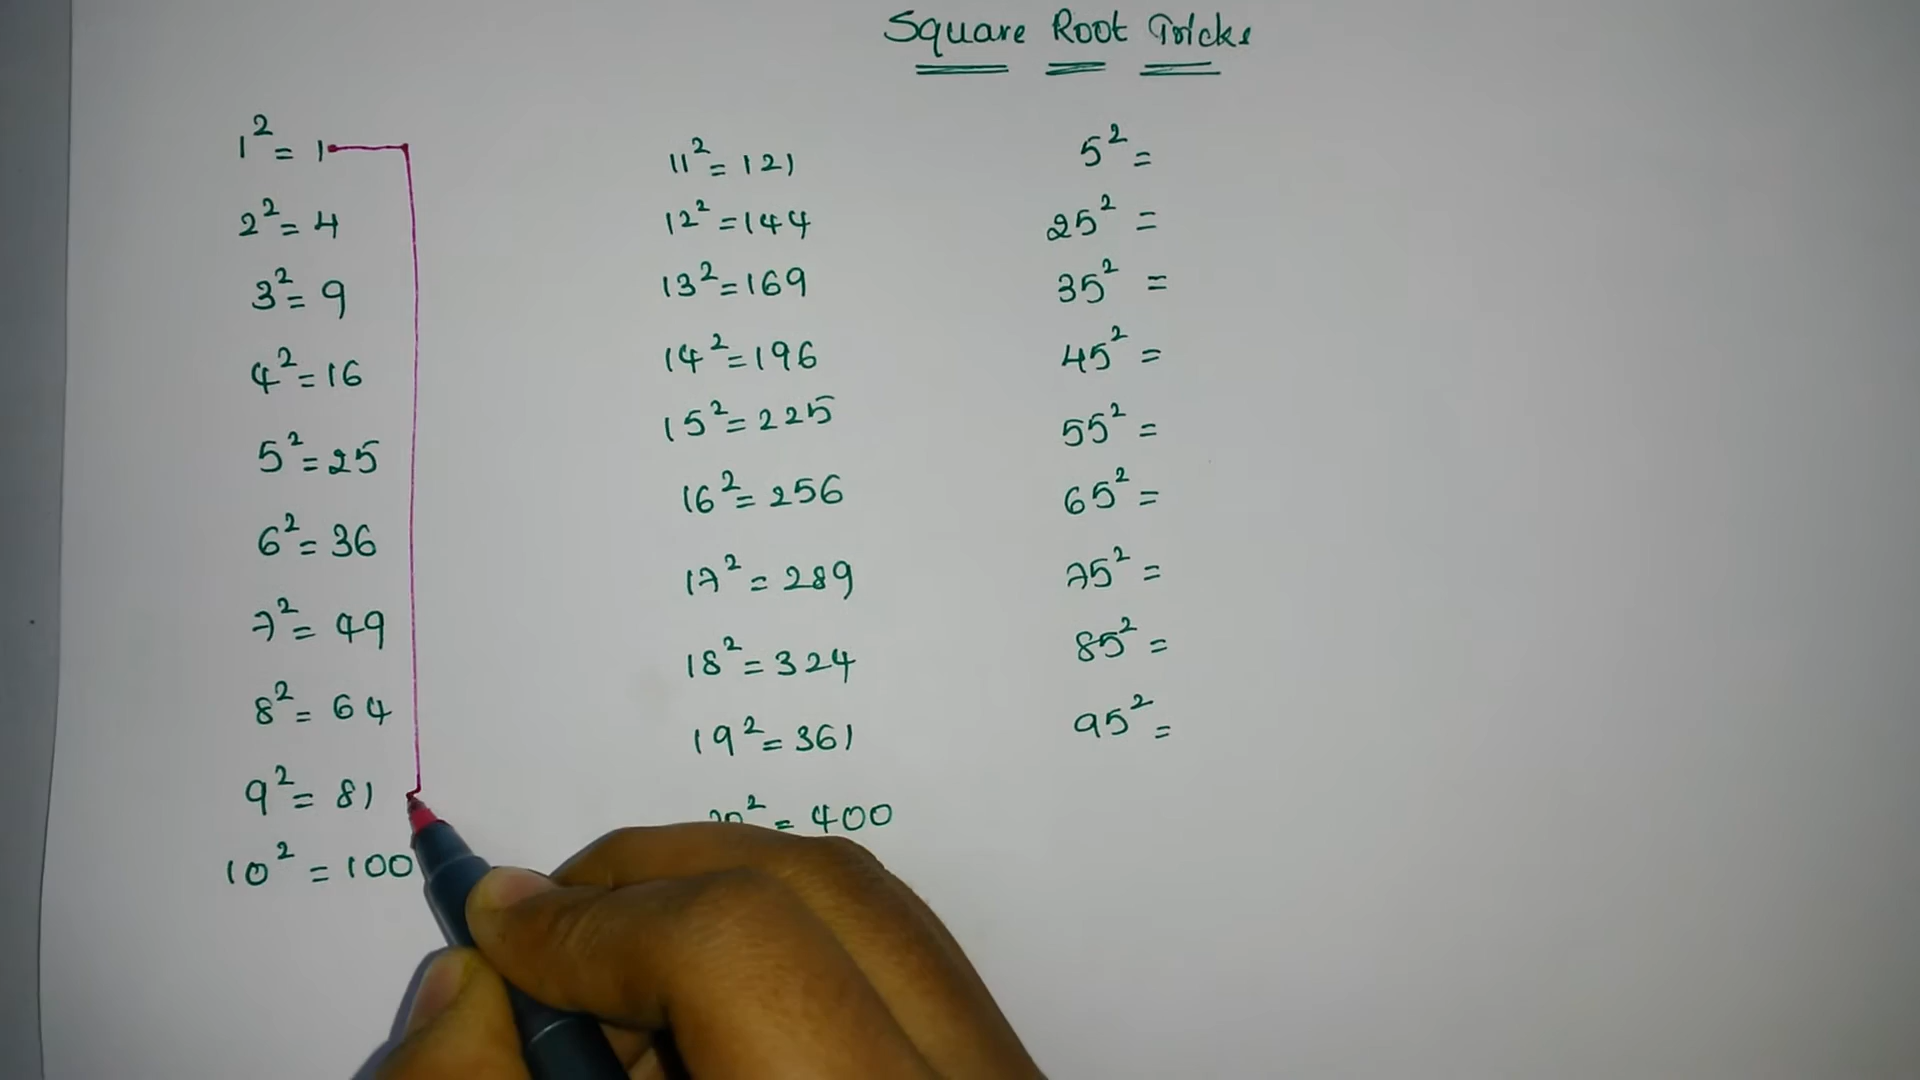 Square Root Tricks
1² = 1
2² = 4
3² = 9
4² = 16
5² = 25
6² = 36
7² = 49
8² = 64
9² = 81
10² = 100
11² = 121
12² = 144
13² = 169
14² = 196
15² = 225
16² = 256
17² = 289
18² = 324
19² = 361
20² = 400
5² =
25² =
35² =
45² =
55² =
65² =
75² =
85² =
95² =